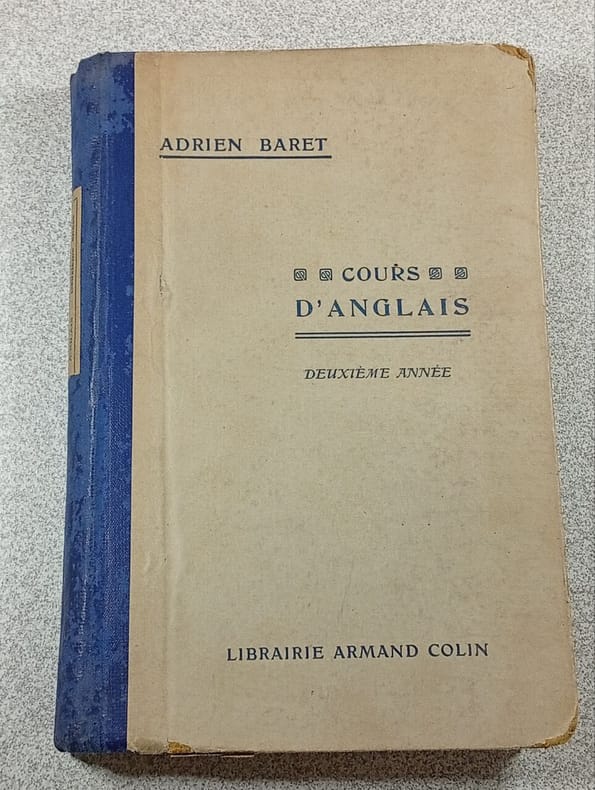 ADRIEN BARET
COURS
D'ANGLAIS
DEUXIÈME ANNÉE
LIBRAIRIE ARMAND COLIN